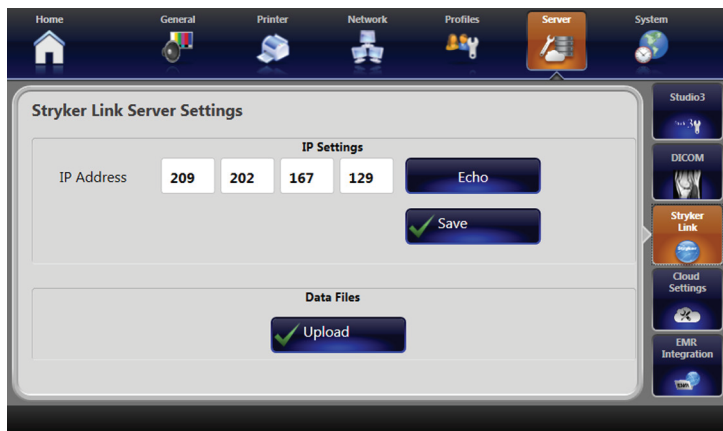 Home General Printer Network Profiles Server System
Stryker Link Server Settings
IP Settings
IP Address 209 202 167 129 Echo
Save
Data Files
Upload
Studio3
DICOM
Stryker
Link
Cloud
Settings
EMR
Integration